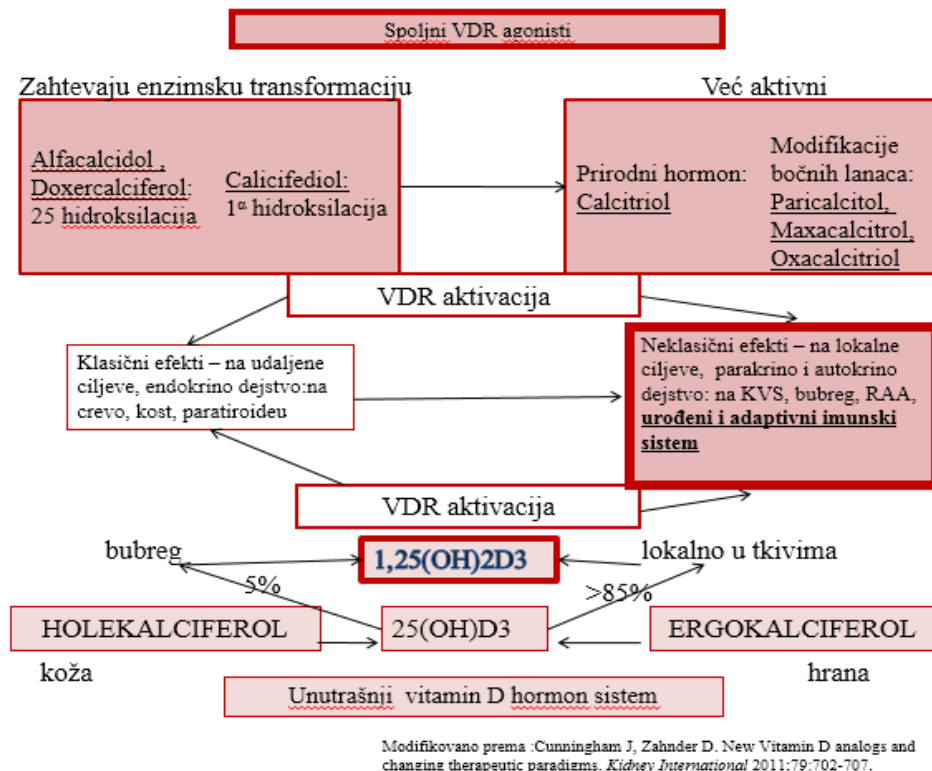 Spoljni VDR agonisti
Zahtevaju enzimsku transformaciju
Već aktivni
Alfacalcidol ,
Doxercalciferol:
25 hidroksilacija
Calicifediol:
1α hidroksilacija
Prirodni hormon:
Calcitriol
Modifikacije
bočnih lanaca:
Paricalcitol,
Maxacalcitrol,
Oxacalcitriol
VDR aktivacija
Klasični efekti – na udaljene
ciljeve, endokrino dejstvo:na
crevo, kost, paratiroideu
Neklasični efekti – na lokalne
ciljeve, parakrino i autokrino
dejstvo: na KVS, bubreg, RAA,
urođeni i adaptivni imunski
sistem
VDR aktivacija
bubreg
1,25(OH)2D3
lokalno u tkivima
5%
>85%
HOLEKALCIFEROL
25(OH)D3
ERGOKALCIFEROL
koža
hrana
Unutrašnji vitamin D hormon sistem
Modifikovano prema :Cunningham J, Zahnder D. New Vitamin D analogs and
changing therapeutic paradigms. Kidney International 2011:79:702-707.